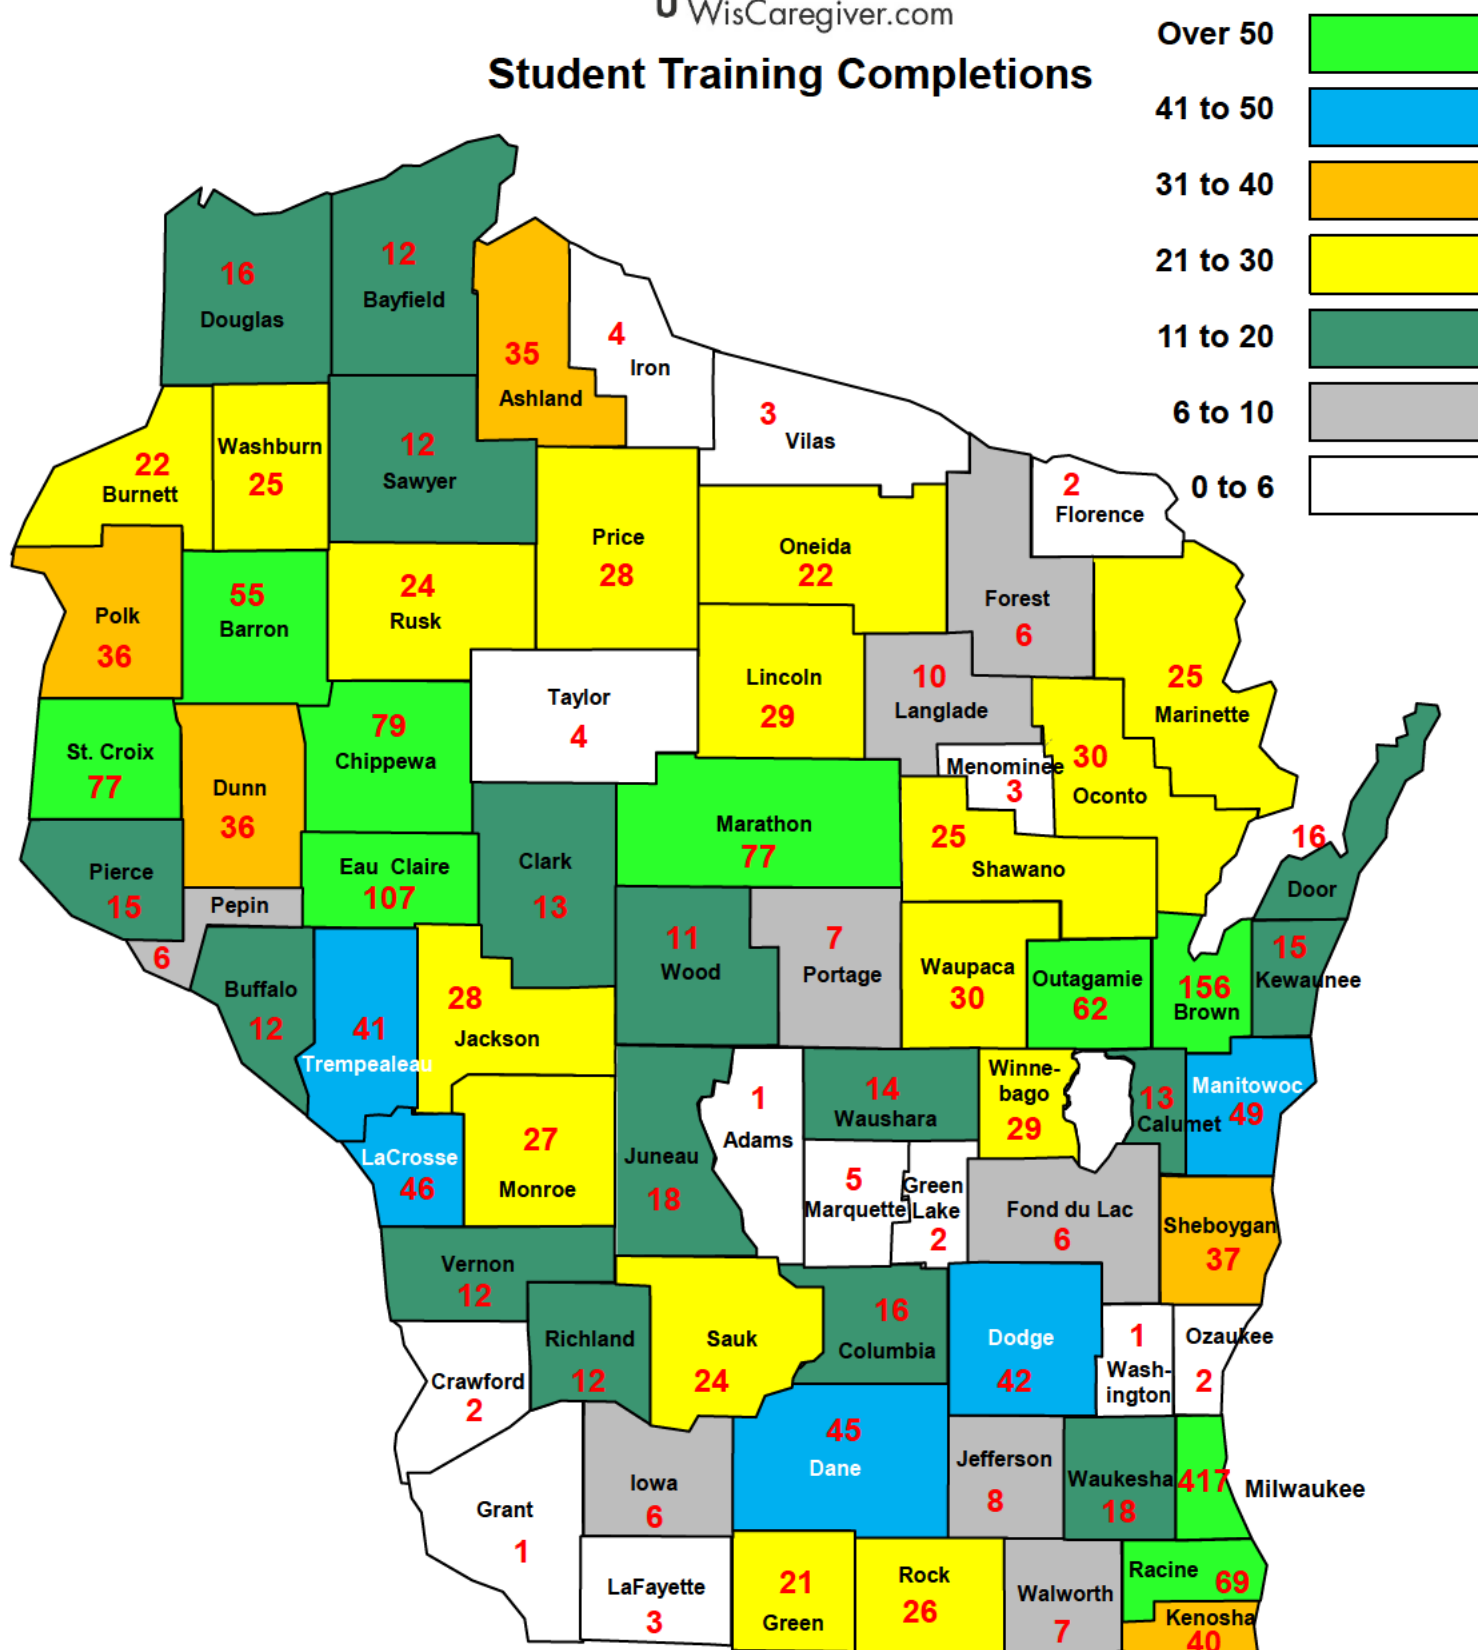 WisCaregiver.com
Student Training Completions
Over 50
41 to 50
31 to 40
21 to 30
11 to 20
6 to 10
0 to 6
16
Douglas
12
Bayfield
35
Ashland
4
Iron
3
Vilas
22
Burnett
Washburn
25
12
Sawyer
Price
28
Oneida
22
Forest
6
2
Florence
Polk
36
55
Barron
24
Rusk
Taylor
4
Lincoln
29
10
Langlade
25
Marinette
St. Croix
77
Dunn
36
79
Chippewa
Menominee
3
30
Oconto
Pierce
15
Eau Claire
107
Clark
13
Marathon
77
25
Shawano
16
Door
Pepin
6
Buffalo
12
41
Trempealeau
28
Jackson
11
Wood
7
Portage
Waupaca
30
Outagamie
62
156
Brown
15
Kewaunee
LaCrosse
46
27
Monroe
Juneau
18
1
Adams
14
Waushara
Winne-
bago
29
13
Calumet
Manitowoc
49
5
Marquette
Green
Lake
2
Fond du Lac
6
Sheboygan
37
Vernon
12
Richland
12
Sauk
24
16
Columbia
Dodge
42
1
Wash-
ington
Ozaukee
2
Crawford
2
Grant
1
Iowa
6
45
Dane
Jefferson
8
Waukesha
18
417
Milwaukee
LaFayette
3
21
Green
Rock
26
Walworth
7
Racine
69
Kenosha
40